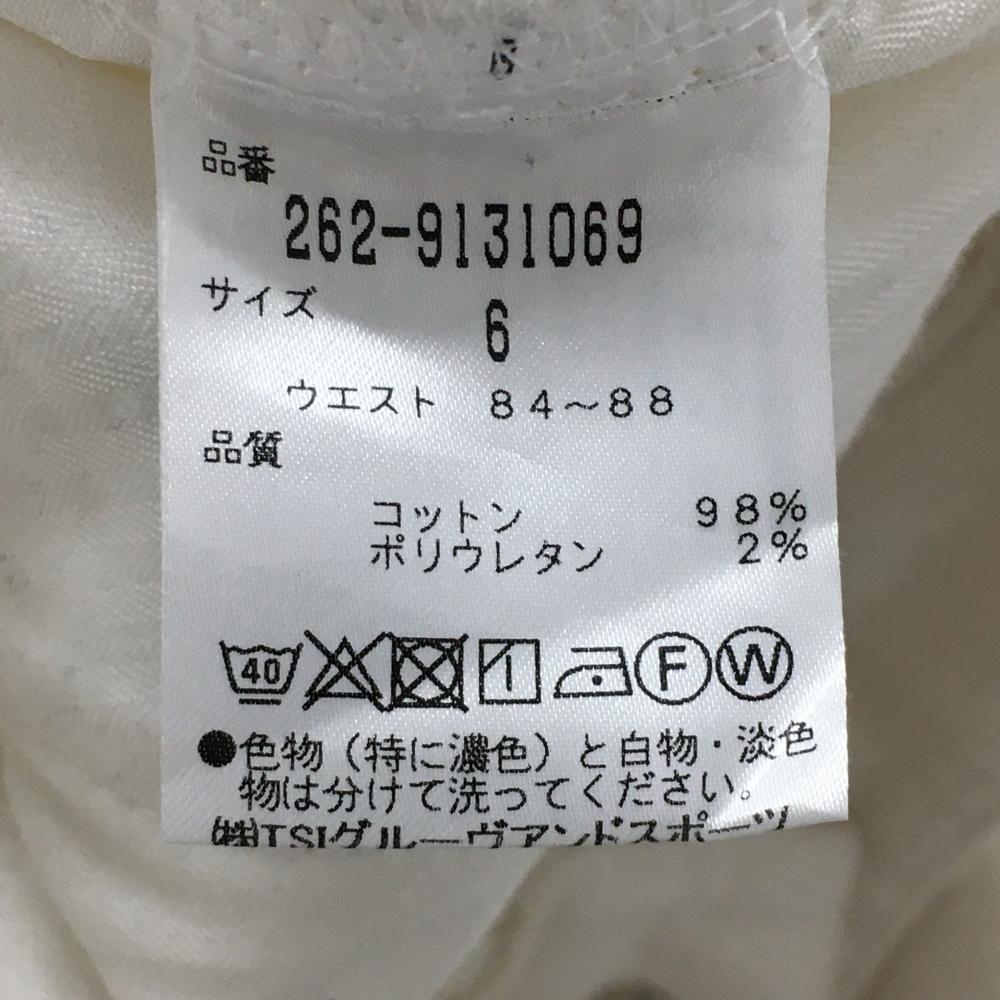 品番
262-9131069
サイズ
6
ウエスト 84~88
品質
コットン 98%
ポリウレタン 2%
40 F W
●色物(特に濃色)と白物・淡色
物は分けて洗ってください。
㈱TSIグルーヴアンドスポーツ